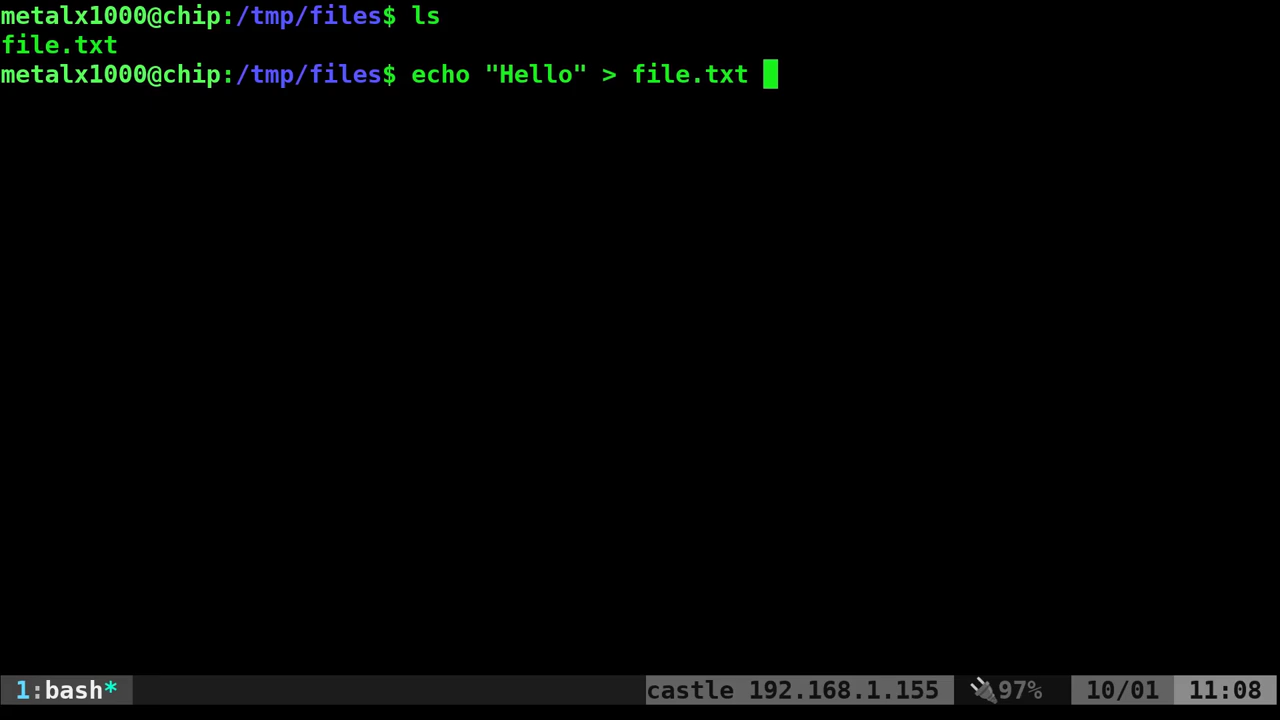 metalx1000@chip:/tmp/files$ ls
file.txt
metalx1000@chip:/tmp/files$ echo "Hello" > file.txt
1:bash* castle 192.168.1.155 🔌97% 10/01 11:08